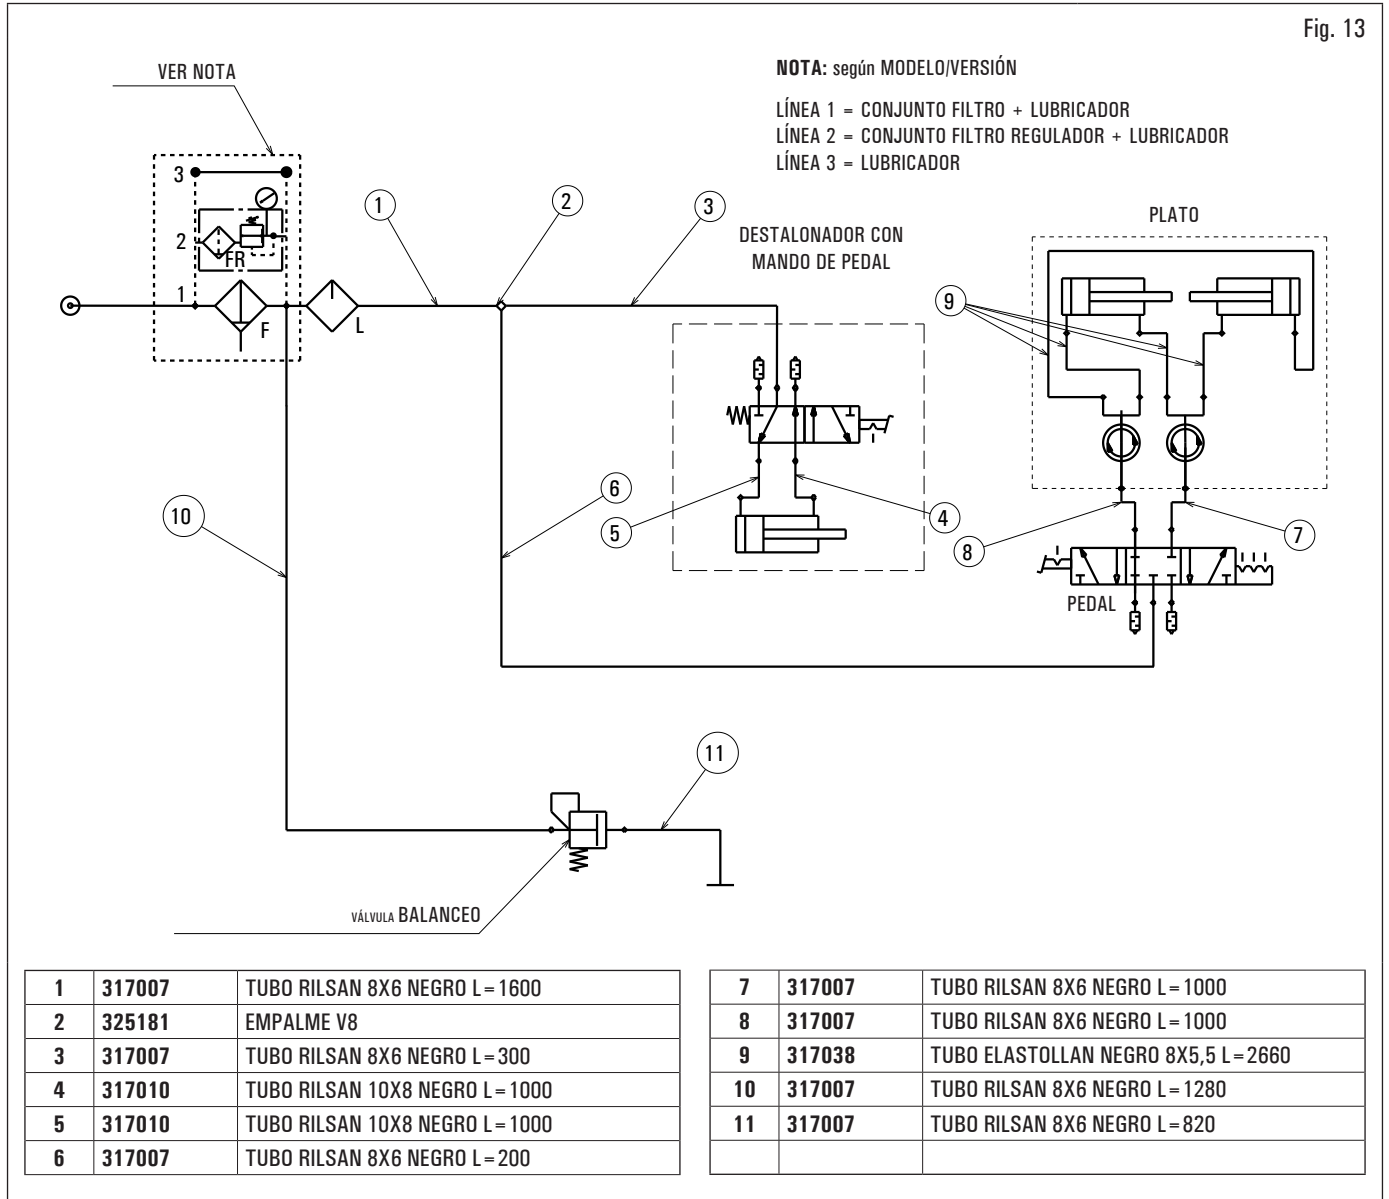 Fig. 13
VER NOTA
NOTA: según MODELO/VERSIÓN
LÍNEA 1 = CONJUNTO FILTRO + LUBRICADOR
LÍNEA 2 = CONJUNTO FILTRO REGULADOR + LUBRICADOR
LÍNEA 3 = LUBRICADOR
3
2
FR
1
F
L
1
2
3
DESTALONADOR CON
MANDO DE PEDAL
PLATO
9
10
6
5
4
8
7
PEDAL
11
VÁLVULA BALANCEO
1 317007 TUBO RILSAN 8X6 NEGRO L=1600
2 325181 EMPALME V8
3 317007 TUBO RILSAN 8X6 NEGRO L=300
4 317010 TUBO RILSAN 10X8 NEGRO L=1000
5 317010 TUBO RILSAN 10X8 NEGRO L=1000
6 317007 TUBO RILSAN 8X6 NEGRO L=200
7 317007 TUBO RILSAN 8X6 NEGRO L=1000
8 317007 TUBO RILSAN 8X6 NEGRO L=1000
9 317038 TUBO ELASTOLLAN NEGRO 8X5,5 L=2660
10 317007 TUBO RILSAN 8X6 NEGRO L=1280
11 317007 TUBO RILSAN 8X6 NEGRO L=820